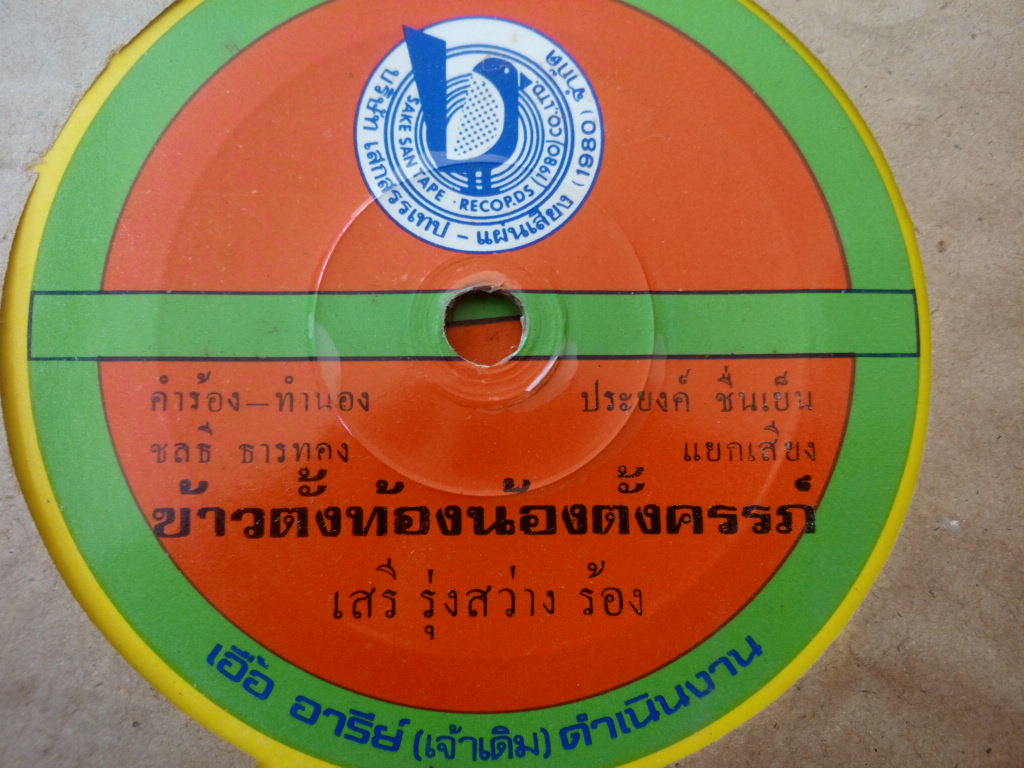 บริษัท เสกสรรเทป – แผ่นเสียง (1980) จำกัด
SAKE SAN TAPE · RECOPDS (1980) CO., LTD.
คำร้อง–ทำนอง ประยงค์ ชื่นเย็น
ชลธี ธารทอง แยกเสียง
ข้าวตั้งท้องน้องตั้งครรภ์
เสรี รุ่งสว่าง ร้อง
เอื้อ อารีย์ (เจ้าเดิม) ดำเนินงาน